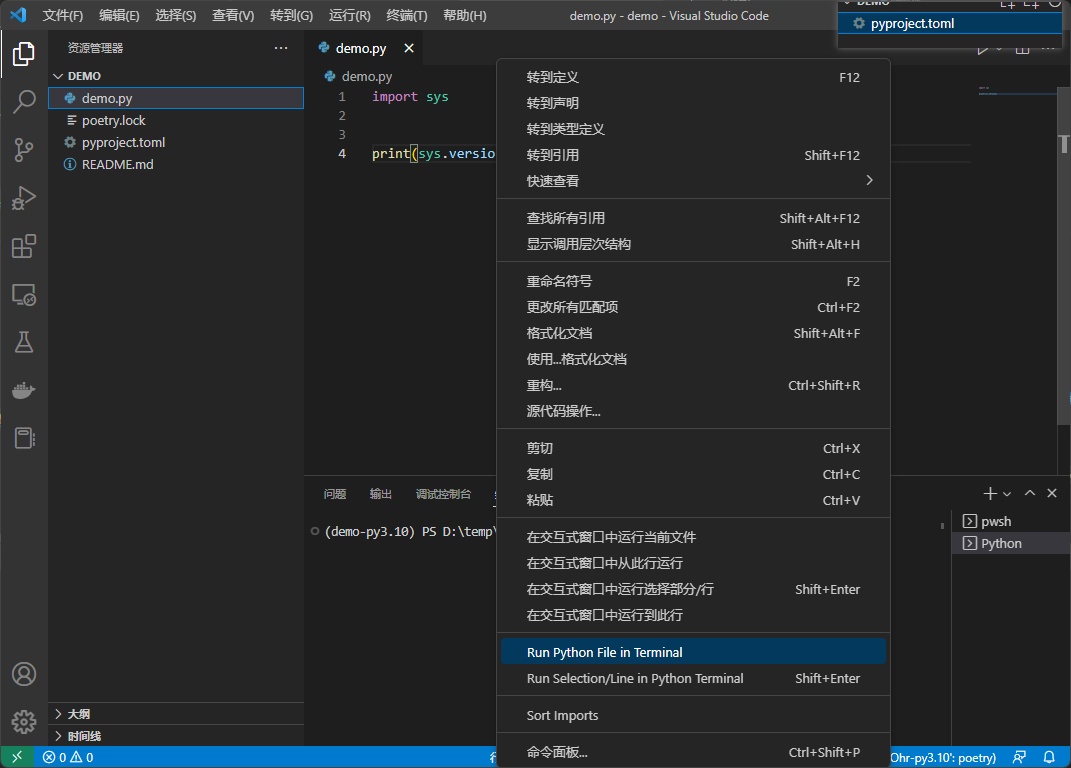 文件(F) 编辑(E) 选择(S) 查看(V) 转到(G) 运行(R) 终端(T) 帮助(H) demo.py - demo - Visual Studio Code
DEMO
pyproject.toml
资源管理器
DEMO
demo.py
poetry.lock
pyproject.toml
README.md
大纲
时间线
demo.py
demo.py
1 import sys
2
3
4 print(sys.versio
转到定义 F12
转到声明
转到类型定义
转到引用 Shift+F12
快速查看
查找所有引用 Shift+Alt+F12
显示调用层次结构 Shift+Alt+H
重命名符号 F2
更改所有匹配项 Ctrl+F2
格式化文档 Shift+Alt+F
使用...格式化文档
重构... Ctrl+Shift+R
源代码操作...
剪切 Ctrl+X
复制 Ctrl+C
粘贴 Ctrl+V
在交互式窗口中运行当前文件
在交互式窗口中从此行运行
在交互式窗口中运行选择部分/行 Shift+Enter
在交互式窗口中运行到此行
Run Python File in Terminal
Run Selection/Line in Python Terminal Shift+Enter
Sort Imports
命令面板... Ctrl+Shift+P
问题 输出 调试控制台
(demo-py3.10) PS D:\temp\
pwsh
Python
0 0
行
Ohr-py3.10': poetry)